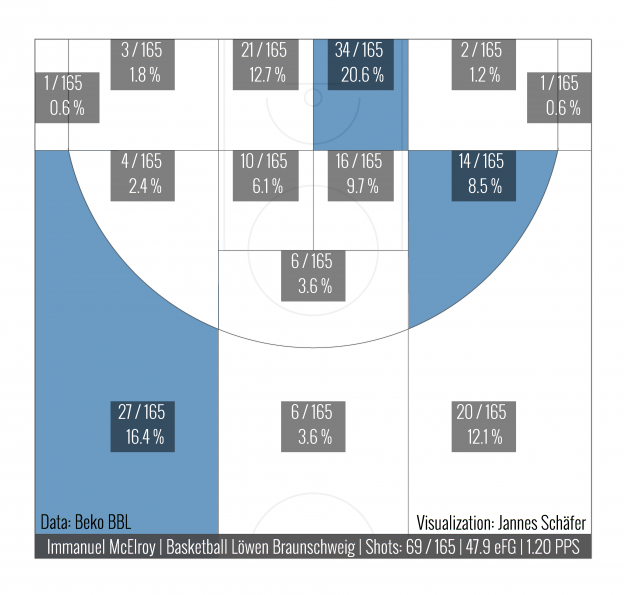 3 / 165
1.8 %
21 / 165
12.7 %
34 / 165
20.6 %
2 / 165
1.2 %
1 / 165
0.6 %
1 / 165
0.6 %
4 / 165
2.4 %
10 / 165
6.1 %
16 / 165
9.7 %
14 / 165
8.5 %
6 / 165
3.6 %
27 / 165
16.4 %
6 / 165
3.6 %
20 / 165
12.1 %
Data: Beko BBL
Visualization: Jannes Schäfer
Immanuel McElroy | Basketball Löwen Braunschweig | Shots: 69 / 165 | 47.9 eFG | 1.20 PPS